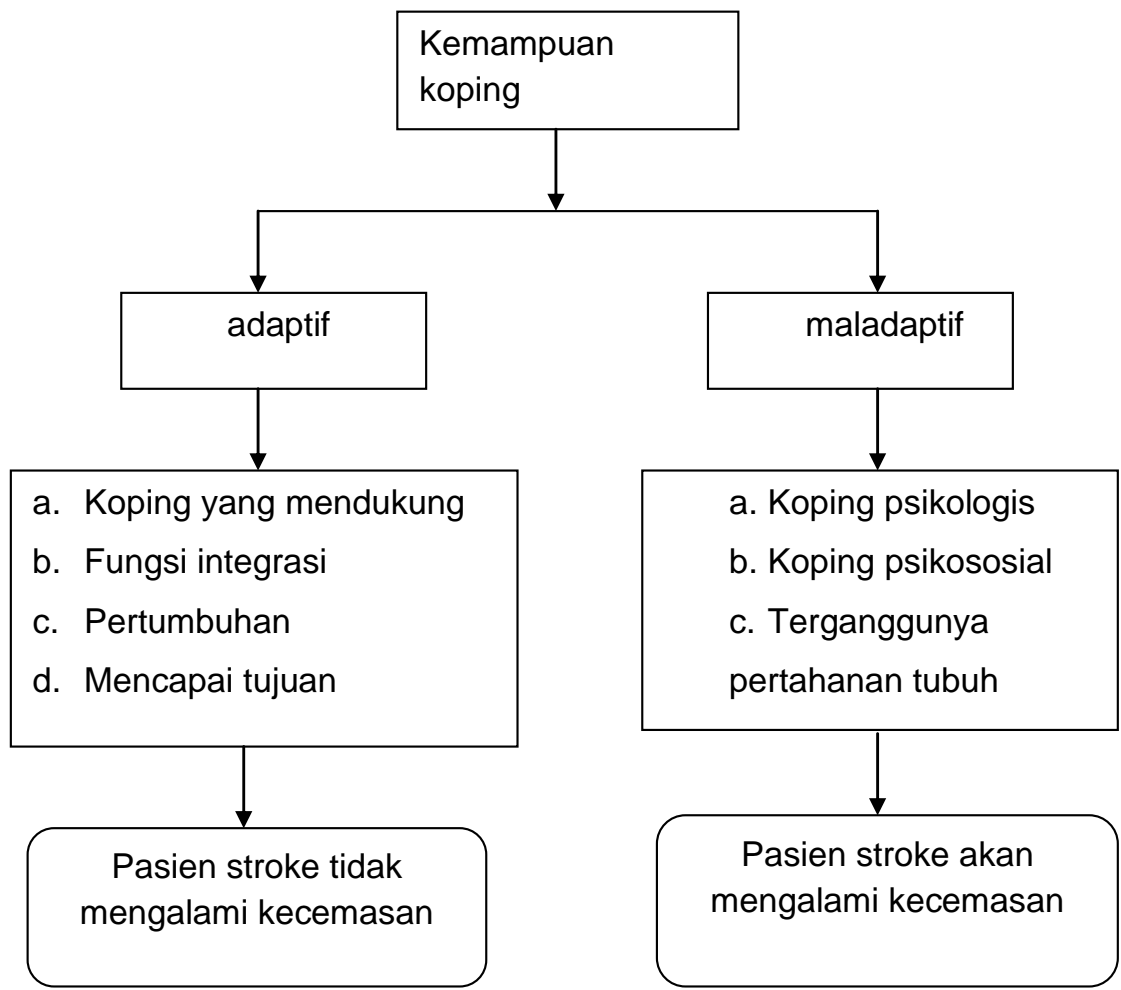 Kemampuan
koping
adaptif
maladaptif
a. Koping yang mendukung
b. Fungsi integrasi
c. Pertumbuhan
d. Mencapai tujuan
a. Koping psikologis
b. Koping psikososial
c. Terganggunya
pertahanan tubuh
Pasien stroke tidak
mengalami kecemasan
Pasien stroke akan
mengalami kecemasan